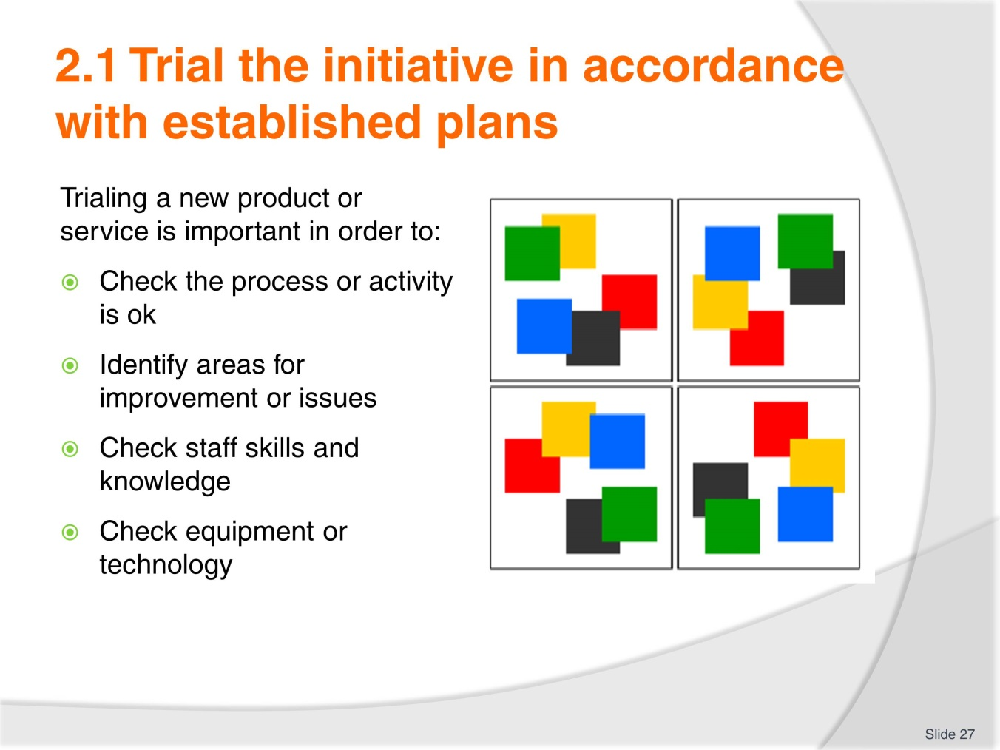 2.1 Trial the initiative in accordance
with established plans
Trialing a new product or
service is important in order to:
Check the process or activity
is ok
Identify areas for
improvement or issues
Check staff skills and
knowledge
Check equipment or
technology
Slide 27